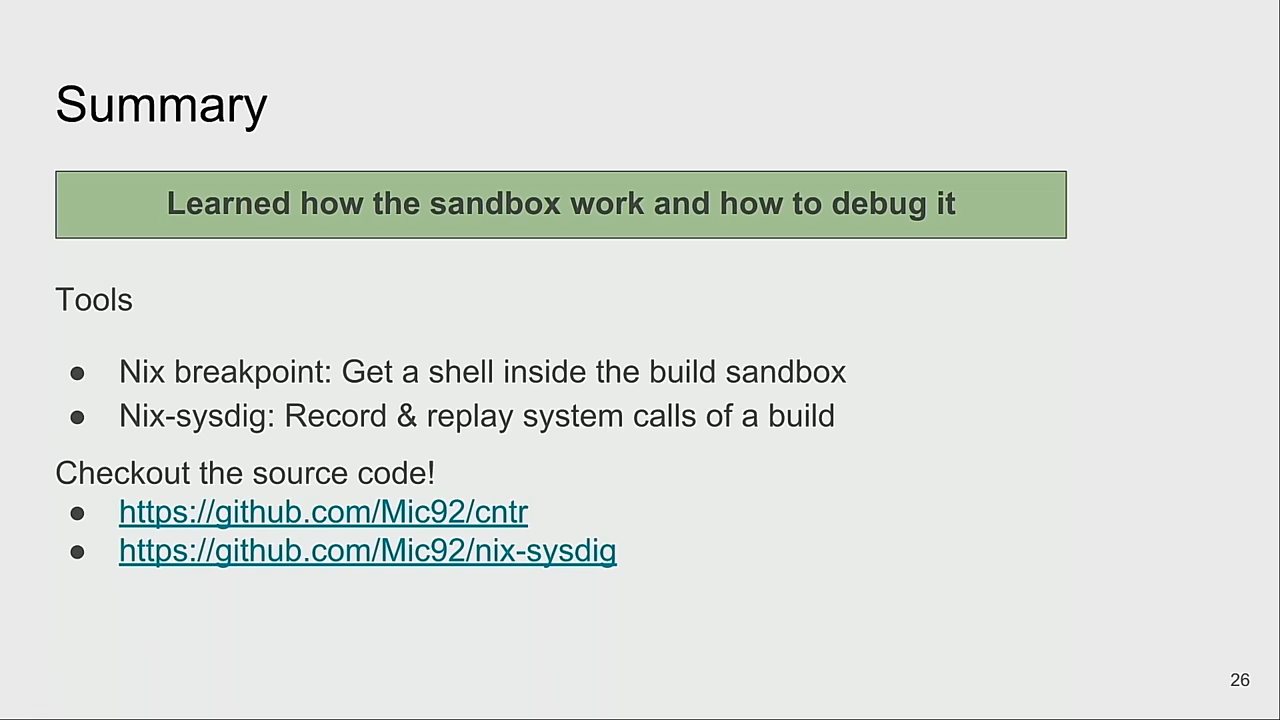 Summary
Learned how the sandbox work and how to debug it
Tools
● Nix breakpoint: Get a shell inside the build sandbox
● Nix-sysdig: Record & replay system calls of a build
Checkout the source code!
● https://github.com/Mic92/cntr
● https://github.com/Mic92/nix-sysdig
26